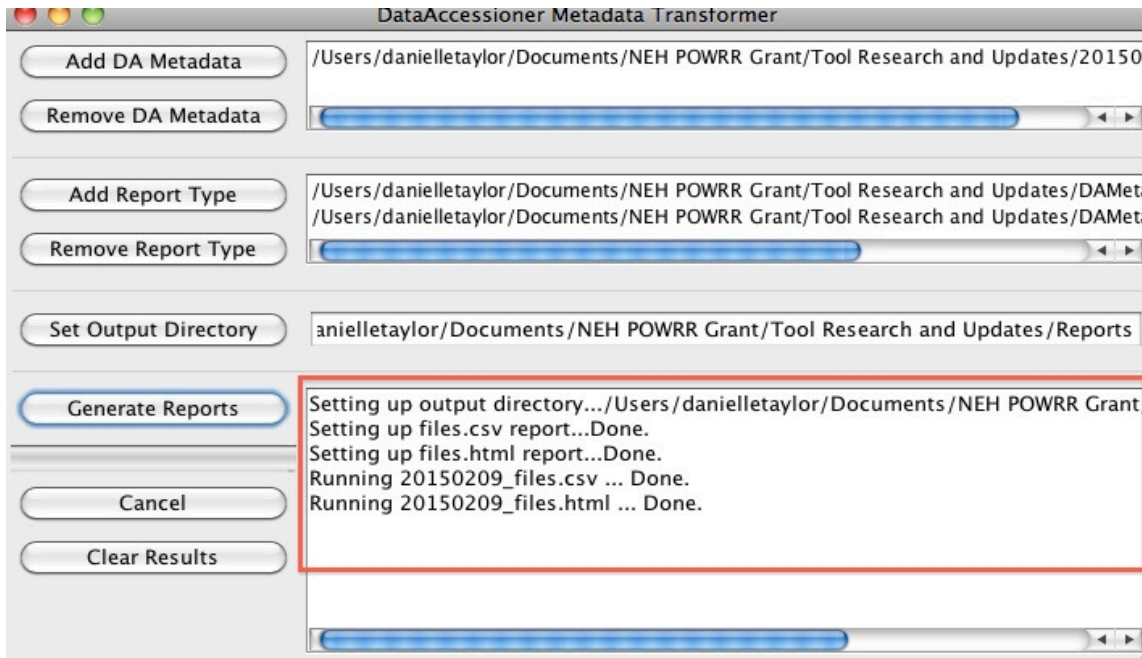 DataAccessioner Metadata Transformer
Add DA Metadata
/Users/danielletaylor/Documents/NEH POWRR Grant/Tool Research and Updates/20150
Remove DA Metadata
Add Report Type
/Users/danielletaylor/Documents/NEH POWRR Grant/Tool Research and Updates/DAMet
/Users/danielletaylor/Documents/NEH POWRR Grant/Tool Research and Updates/DAMet
Remove Report Type
Set Output Directory
anielletaylor/Documents/NEH POWRR Grant/Tool Research and Updates/Reports
Generate Reports
Setting up output directory.../Users/danielletaylor/Documents/NEH POWRR Grant
Setting up files.csv report...Done.
Setting up files.html report...Done.
Running 20150209_files.csv ... Done.
Running 20150209_files.html ... Done.
Cancel
Clear Results